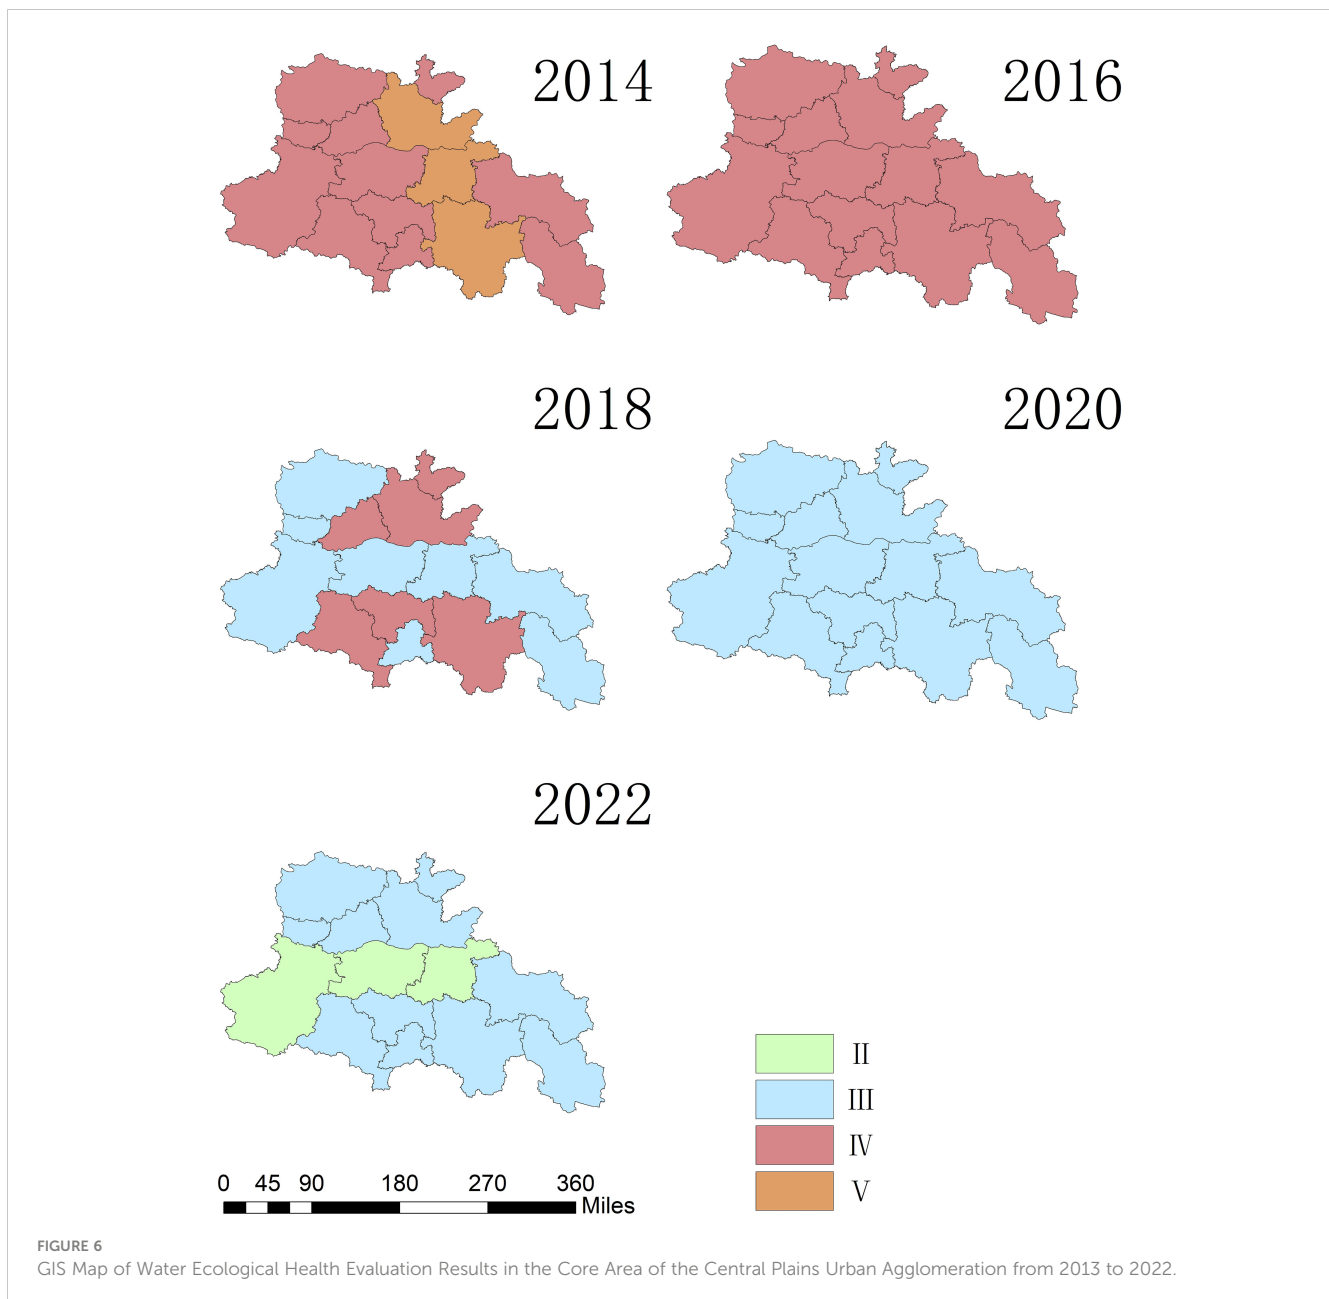 2014
2016
2018
2020
2022
II
III
IV
V
0 45 90 180 270 360
Miles
FIGURE 6
GIS Map of Water Ecological Health Evaluation Results in the Core Area of the Central Plains Urban Agglomeration from 2013 to 2022.